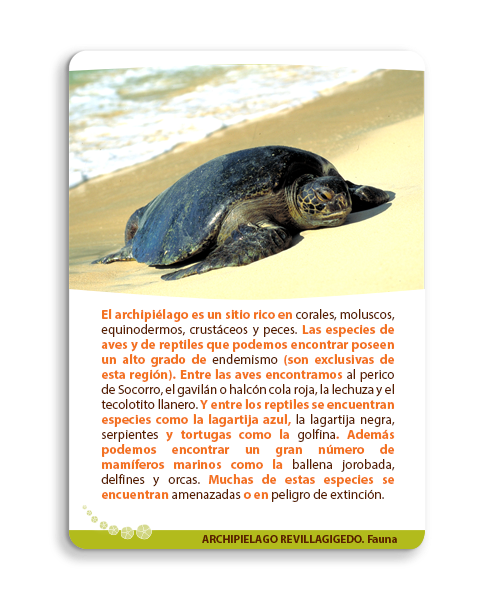 El archipiélago es un sitio rico en corales, moluscos,
equinodermos, crustáceos y peces. Las especies de
aves y de reptiles que podemos encontrar poseen
un alto grado de endemismo (son exclusivas de
esta región). Entre las aves encontramos al perico
de Socorro, el gavilán o halcón cola roja, la lechuza y el
tecolotito llanero. Y entre los reptiles se encuentran
especies como la lagartija azul, la lagartija negra,
serpientes y tortugas como la golfina. Además
podemos encontrar un gran número de
mamíferos marinos como la ballena jorobada,
delfines y orcas. Muchas de estas especies se
encuentran amenazadas o en peligro de extinción.
ARCHIPIELAGO REVILLAGIGEDO. Fauna